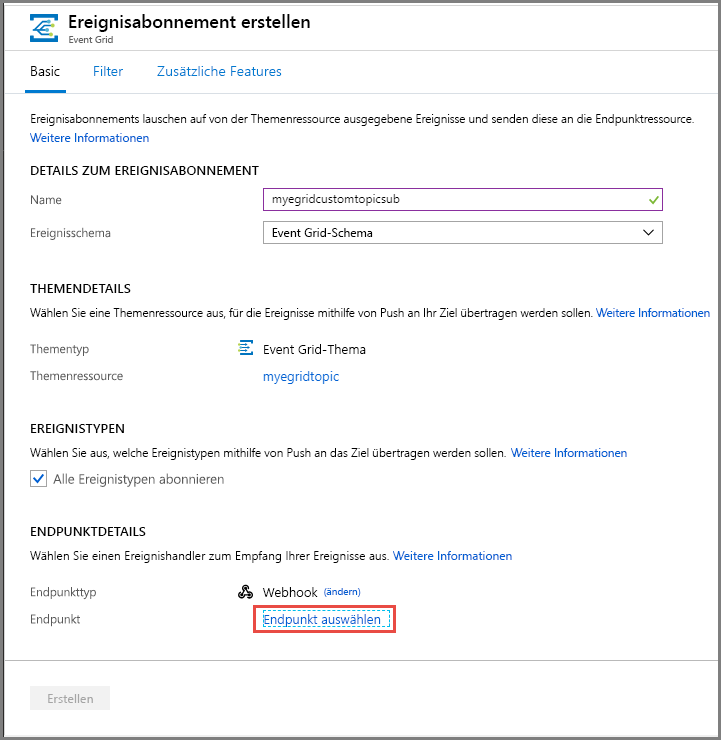 Ereignisabonnement erstellen
Event Grid
Basic Filter Zusätzliche Features
Ereignisabonnements lauschen auf von der Themenressource ausgegebene Ereignisse und senden diese an die Endpunktressource.
Weitere Informationen
DETAILS ZUM EREIGNISABONNEMENT
Name myegridcustomtopicsub
Ereignisschema Event Grid-Schema
THEMENDETAILS
Wählen Sie eine Themenressource aus, für die Ereignisse mithilfe von Push an Ihr Ziel übertragen werden sollen. Weitere Informationen
Thementyp Event Grid-Thema
Themenressource myegridtopic
EREIGNISTYPEN
Wählen Sie aus, welche Ereignistypen mithilfe von Push an das Ziel übertragen werden sollen. Weitere Informationen
Alle Ereignistypen abonnieren
ENDPUNKTDETAILS
Wählen Sie einen Ereignishandler zum Empfang Ihrer Ereignisse aus. Weitere Informationen
Endpunkttyp Webhook (ändern)
Endpunkt Endpunkt auswählen
Erstellen